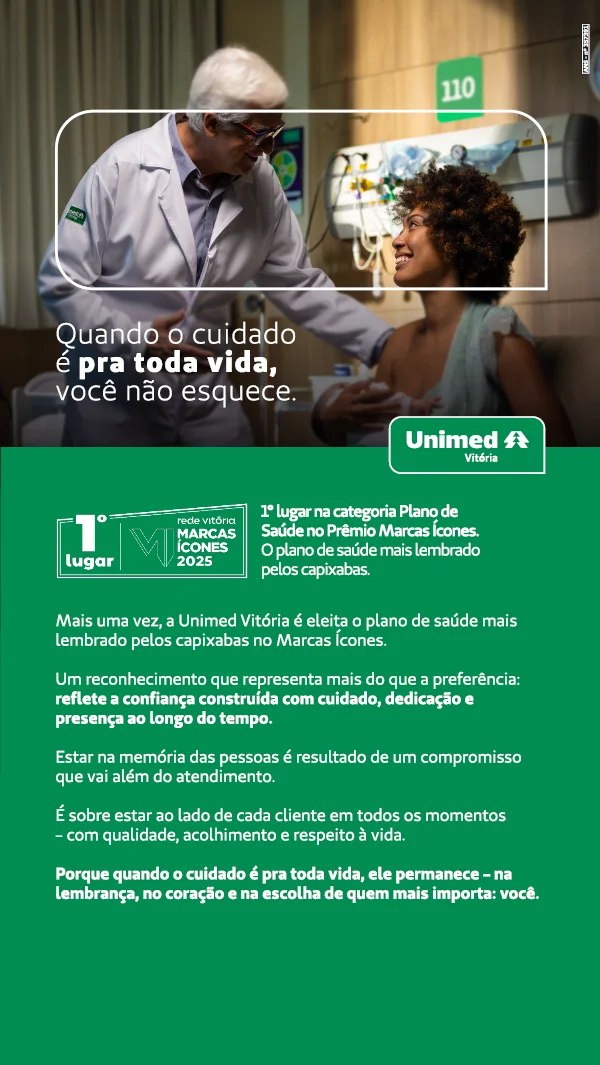 110
Quando o cuidado
é pra toda vida,
você não esquece.
Unimed
Vitória
1º
lugar
rede vitória
MARCAS
ÍCONES
2025
1º lugar na categoria Plano de
Saúde no Prêmio Marcas Ícones.
O plano de saúde mais lembrado
pelos capixabas.
Mais uma vez, a Unimed Vitória é eleita o plano de saúde mais
lembrado pelos capixabas no Marcas Ícones.
Um reconhecimento que representa mais do que a preferência:
reflete a confiança construída com cuidado, dedicação e
presença ao longo do tempo.
Estar na memória das pessoas é resultado de um compromisso
que vai além do atendimento.
É sobre estar ao lado de cada cliente em todos os momentos
– com qualidade, acolhimento e respeito à vida.
Porque quando o cuidado é pra toda vida, ele permanece – na
lembrança, no coração e na escolha de quem mais importa: você.